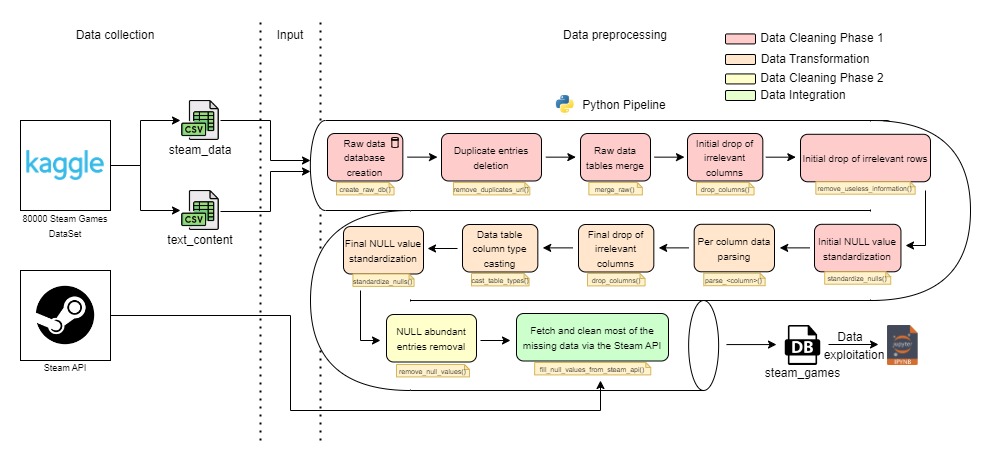 Data collection
Input
Data preprocessing
Data Cleaning Phase 1
Data Transformation
Data Cleaning Phase 2
Data Integration
Python Pipeline
kaggle
80000 Steam Games
DataSet
CSV
steam_data
CSV
text_content
Steam API
Raw data
database
creation
create_raw_db()
Duplicate entries
deletion
remove_duplicates_url()
Raw data
tables merge
merge_raw()
Initial drop of
irrelevant
columns
drop_columns()
Initial drop of irrelevant rows
remove_useless_information()
Initial NULL value
standardization
standardize_nulls()
Per column data
parsing
parse_<column>()
Final drop of
irrelevant
columns
drop_columns()
Data table
column type
casting
cast_table_types()
Final NULL value
standardization
standardize_nulls()
NULL abundant
entries removal
remove_null_values()
Fetch and clean most of the
missing data via the Steam API
fill_null_values_from_steam_api()
DB
steam_games
Data
exploitation
jupyter
IPYNB